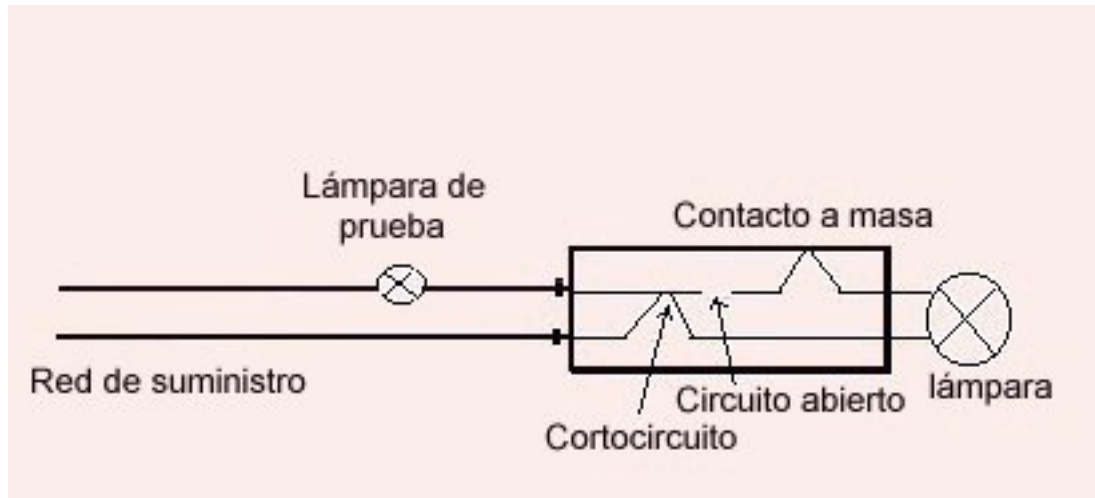 Lámpara de
prueba
Contacto a masa
Red de suministro
lámpara
Circuito abierto
Cortocircuito